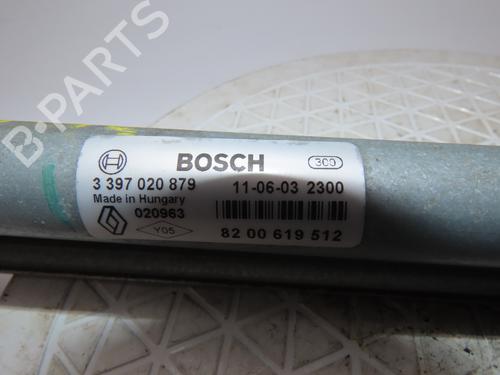 B-PARTS
BOSCH 300
3 397 020 879 11-06-03 2300
Made in Hungary
020963
Y05 82 00 619 512